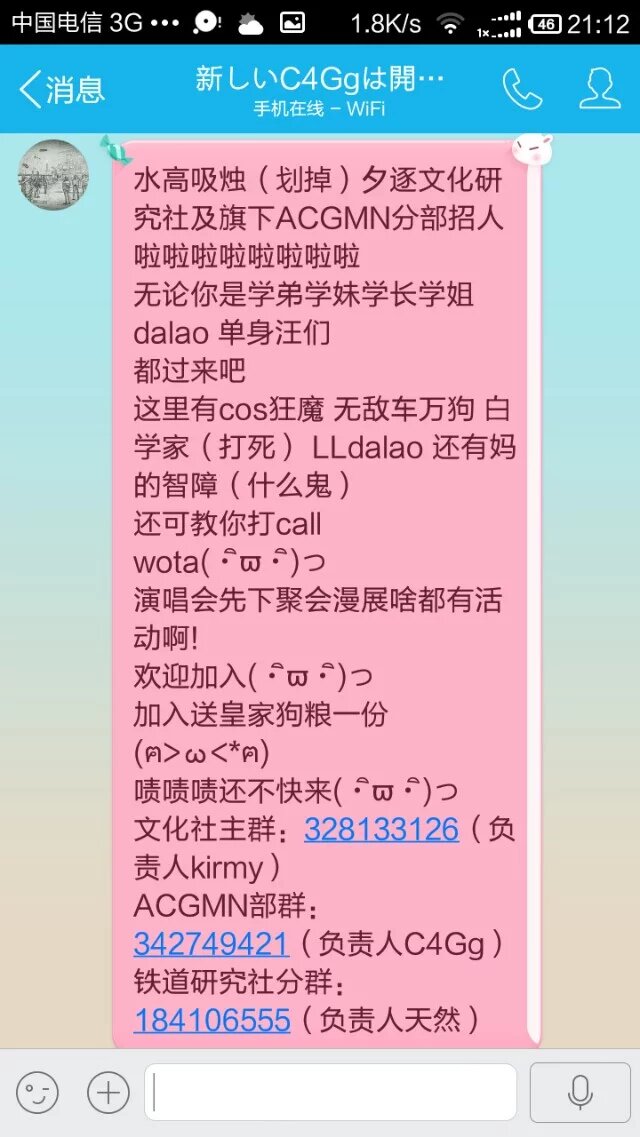 中国电信 3G ••• 1.8K/s 1x 46 21:12
消息 新しいC4Ggは開…
手机在线 – WiFi
水高吸烛（划掉）夕逐文化研
究社及旗下ACGMN分部招人
啦啦啦啦啦啦啦啦
无论你是学弟学妹学长学姐
dalao 单身汪们
都过来吧
这里有cos狂魔 无敌车万狗 白
学家（打死） LLdalao 还有妈
的智障（什么鬼）
还可教你打call
wota( ･ิϖ ･ิ)っ
演唱会先下聚会漫展啥都有活
动啊!
欢迎加入( ･ิϖ ･ิ)っ
加入送皇家狗粮一份
(ฅ>ω<*ฅ)
啧啧啧还不快来( ･ิϖ ･ิ)っ
文化社主群：328133126（负
责人kirmy）
ACGMN部群：
342749421（负责人C4Gg）
铁道研究社分群：
184106555（负责人天然）